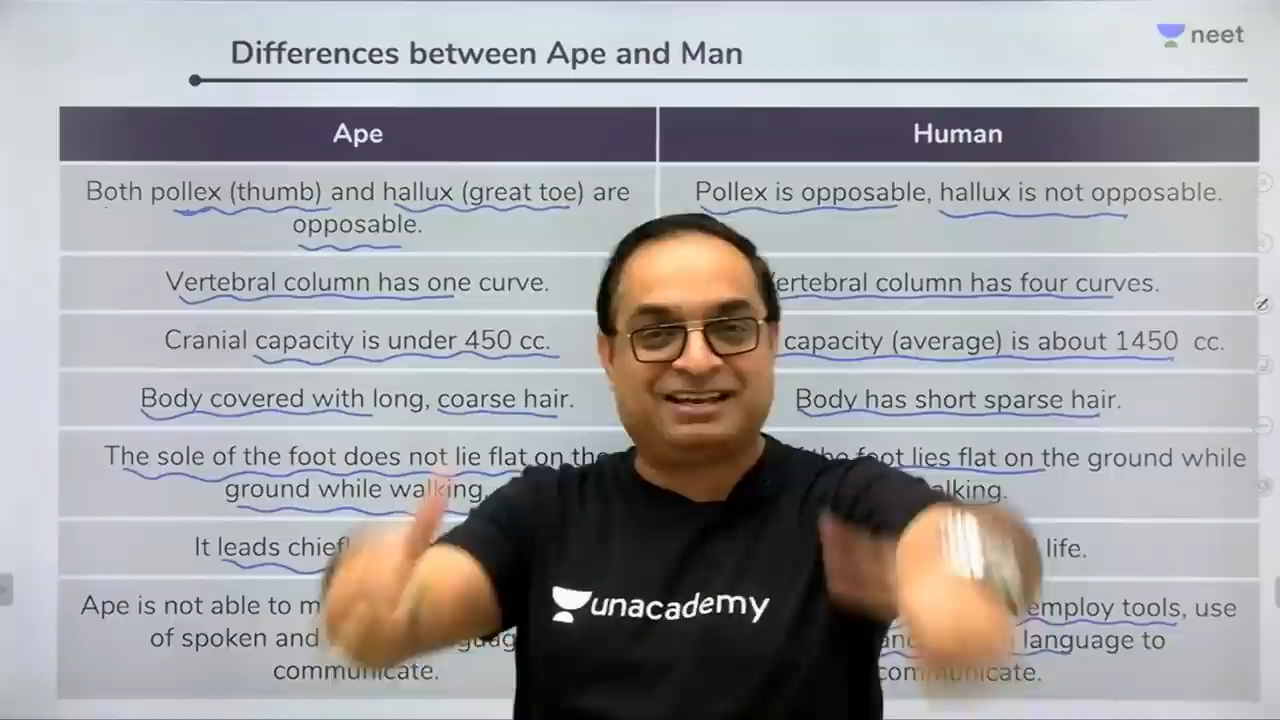 Differences between Ape and Man
neet
Ape
Human
Both pollex (thumb) and hallux (great toe) are
opposable.
Pollex is opposable, hallux is not opposable.
Vertebral column has one curve.
ertebral column has four curves.
Cranial capacity is under 450 cc.
capacity (average) is about 1450 cc.
Body covered with long, coarse hair.
Body has short sparse hair.
The sole of the foot does not lie flat on the
ground while walking.
foot lies flat on the ground while
alking.
It leads
life.
Ape is not able to
of spoken and
communicate.
employ tools, use
language to
communicate.
unacademy